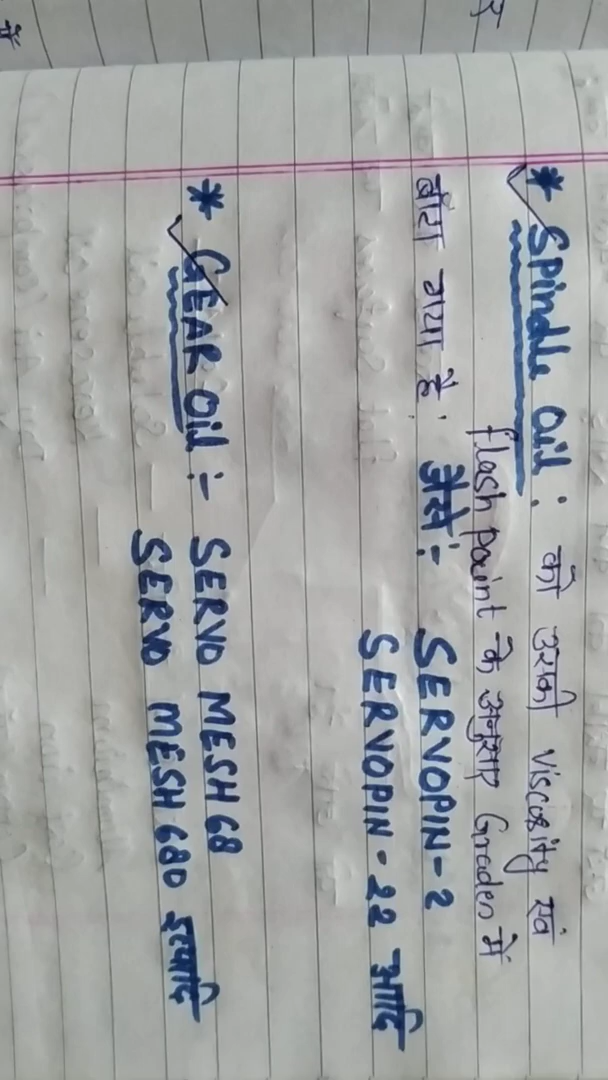 * Spindle Oil : को उसकी viscosity एवं
flash point के अनुसार Grades में
बाँटा गया है : जैसे :- SERVOPIN - 2
SERVOPIN - 22 आदि
* GEAR Oil :- SERVO MESH 68
SERVO MESH 680 इत्यादि